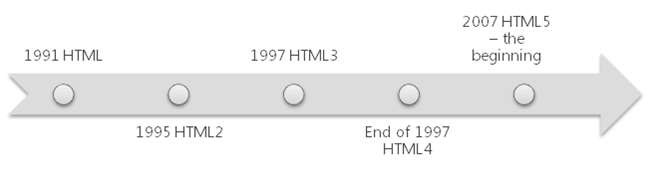 1991 HTML
1995 HTML2
1997 HTML3
End of 1997
HTML4
2007 HTML5
– the
beginning